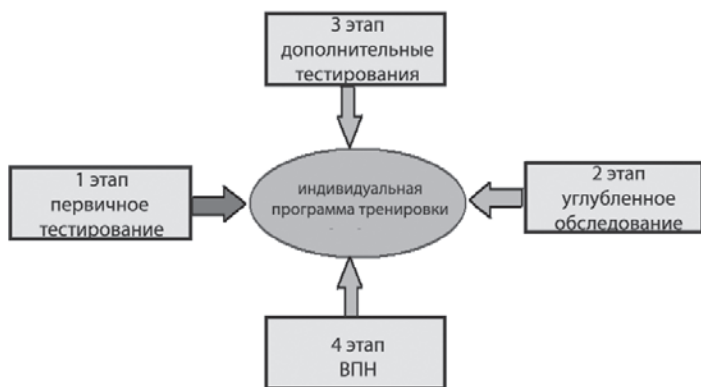 3 этап
дополнительные
тестирования
1 этап
первичное
тестирование
индивидуальная
программа тренировки
2 этап
углубленное
обследование
4 этап
ВПН